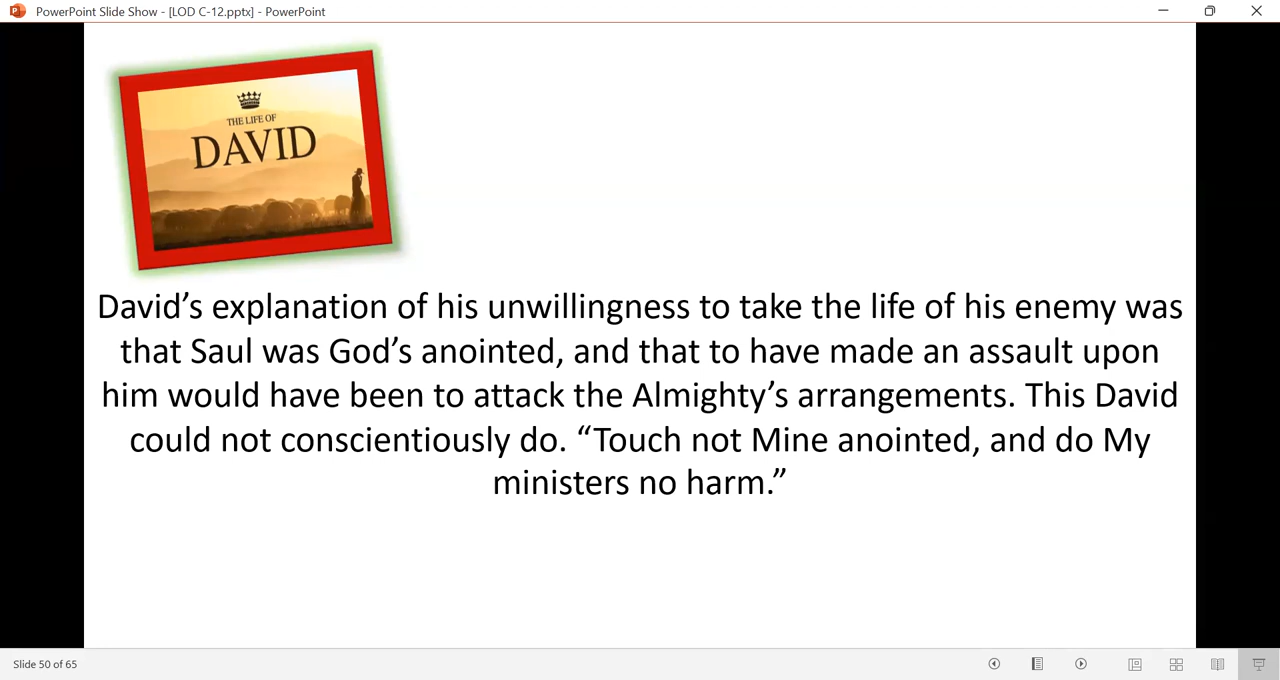 PowerPoint Slide Show - [LOD C-12.pptx] - PowerPoint
THE LIFE OF
DAVID
David’s explanation of his unwillingness to take the life of his enemy was
that Saul was God’s anointed, and that to have made an assault upon
him would have been to attack the Almighty’s arrangements. This David
could not conscientiously do. “Touch not Mine anointed, and do My
ministers no harm.”
Slide 50 of 65